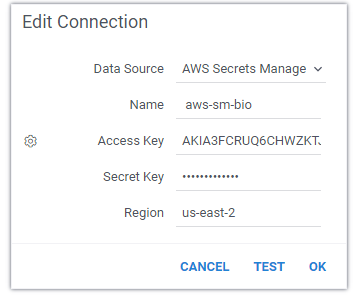 Edit Connection
Data Source AWS Secrets Manage
Name aws-sm-bio
Access Key AKIA3FCRUQ6CHWZKTJ
Secret Key •••••••••••••
Region us-east-2
CANCEL TEST OK